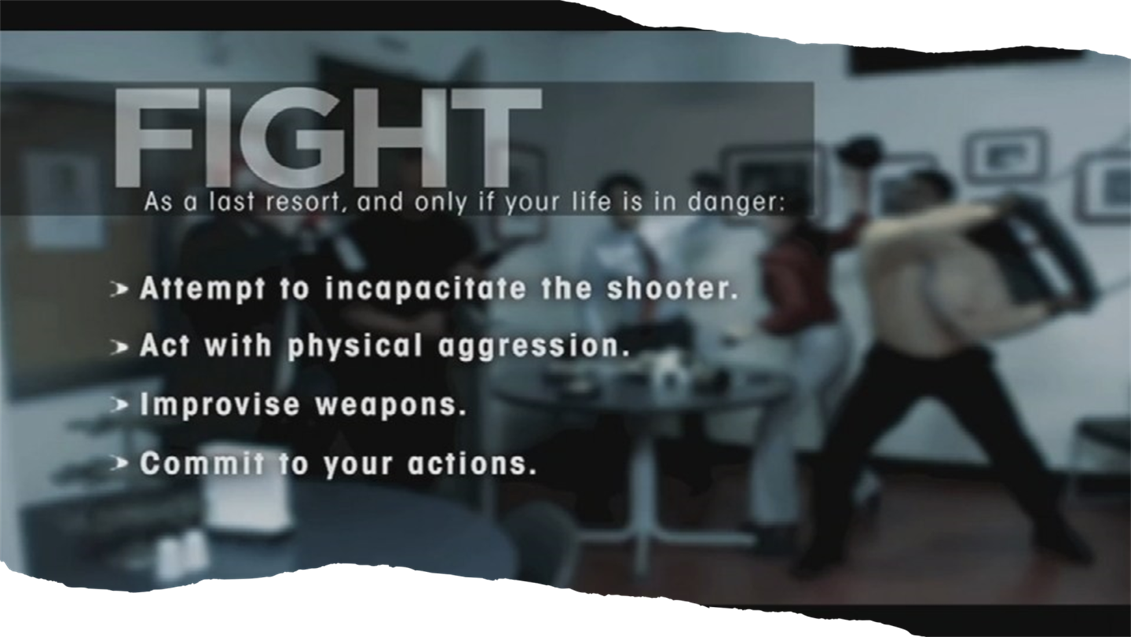 FIGHT
As a last resort, and only if your life is in danger:
> Attempt to incapacitate the shooter.
> Act with physical aggression.
> Improvise weapons.
> Commit to your actions.